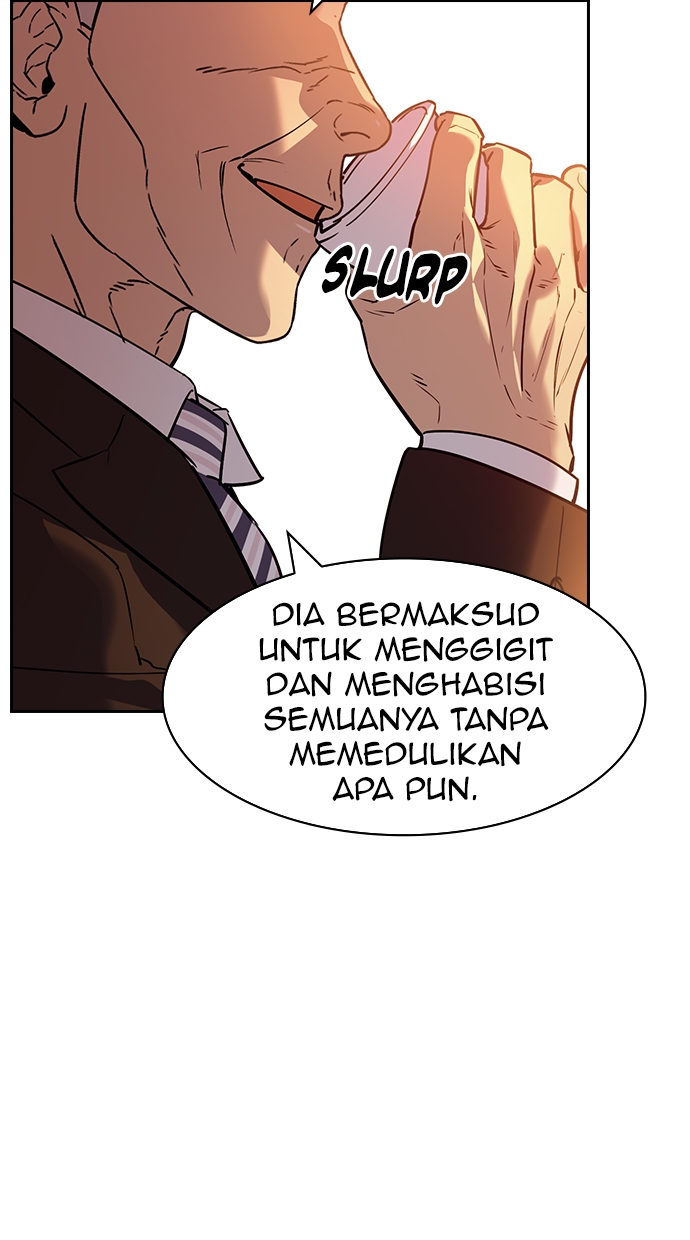 SLURP
DIA BERMAKSUD
UNTUK MENGGIGIT
DAN MENGHABISI
SEMUANYA TANPA
MEMEDULIKAN
APA PUN.